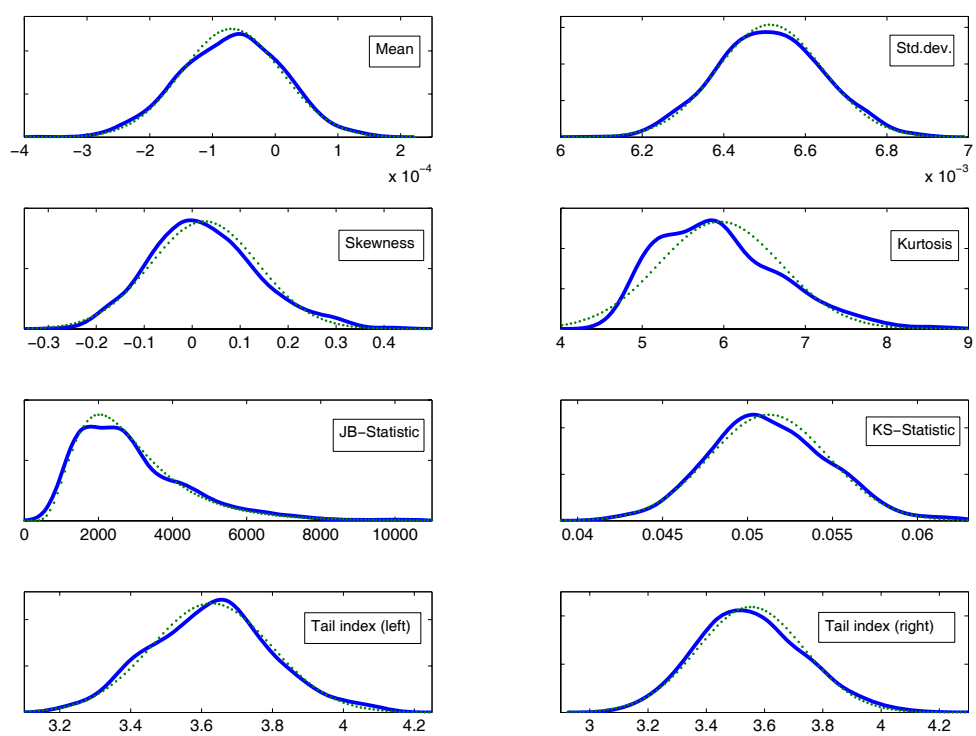 Mean
−4 −3 −2 −1 0 1 2
x 10−4
Std.dev.
6 6.2 6.4 6.6 6.8 7
x 10−3
Skewness
−0.3 −0.2 −0.1 0 0.1 0.2 0.3 0.4
Kurtosis
4 5 6 7 8 9
JB−Statistic
0 2000 4000 6000 8000 10000
KS−Statistic
0.04 0.045 0.05 0.055 0.06
Tail index (left)
3.2 3.4 3.6 3.8 4 4.2
Tail index (right)
3 3.2 3.4 3.6 3.8 4 4.2